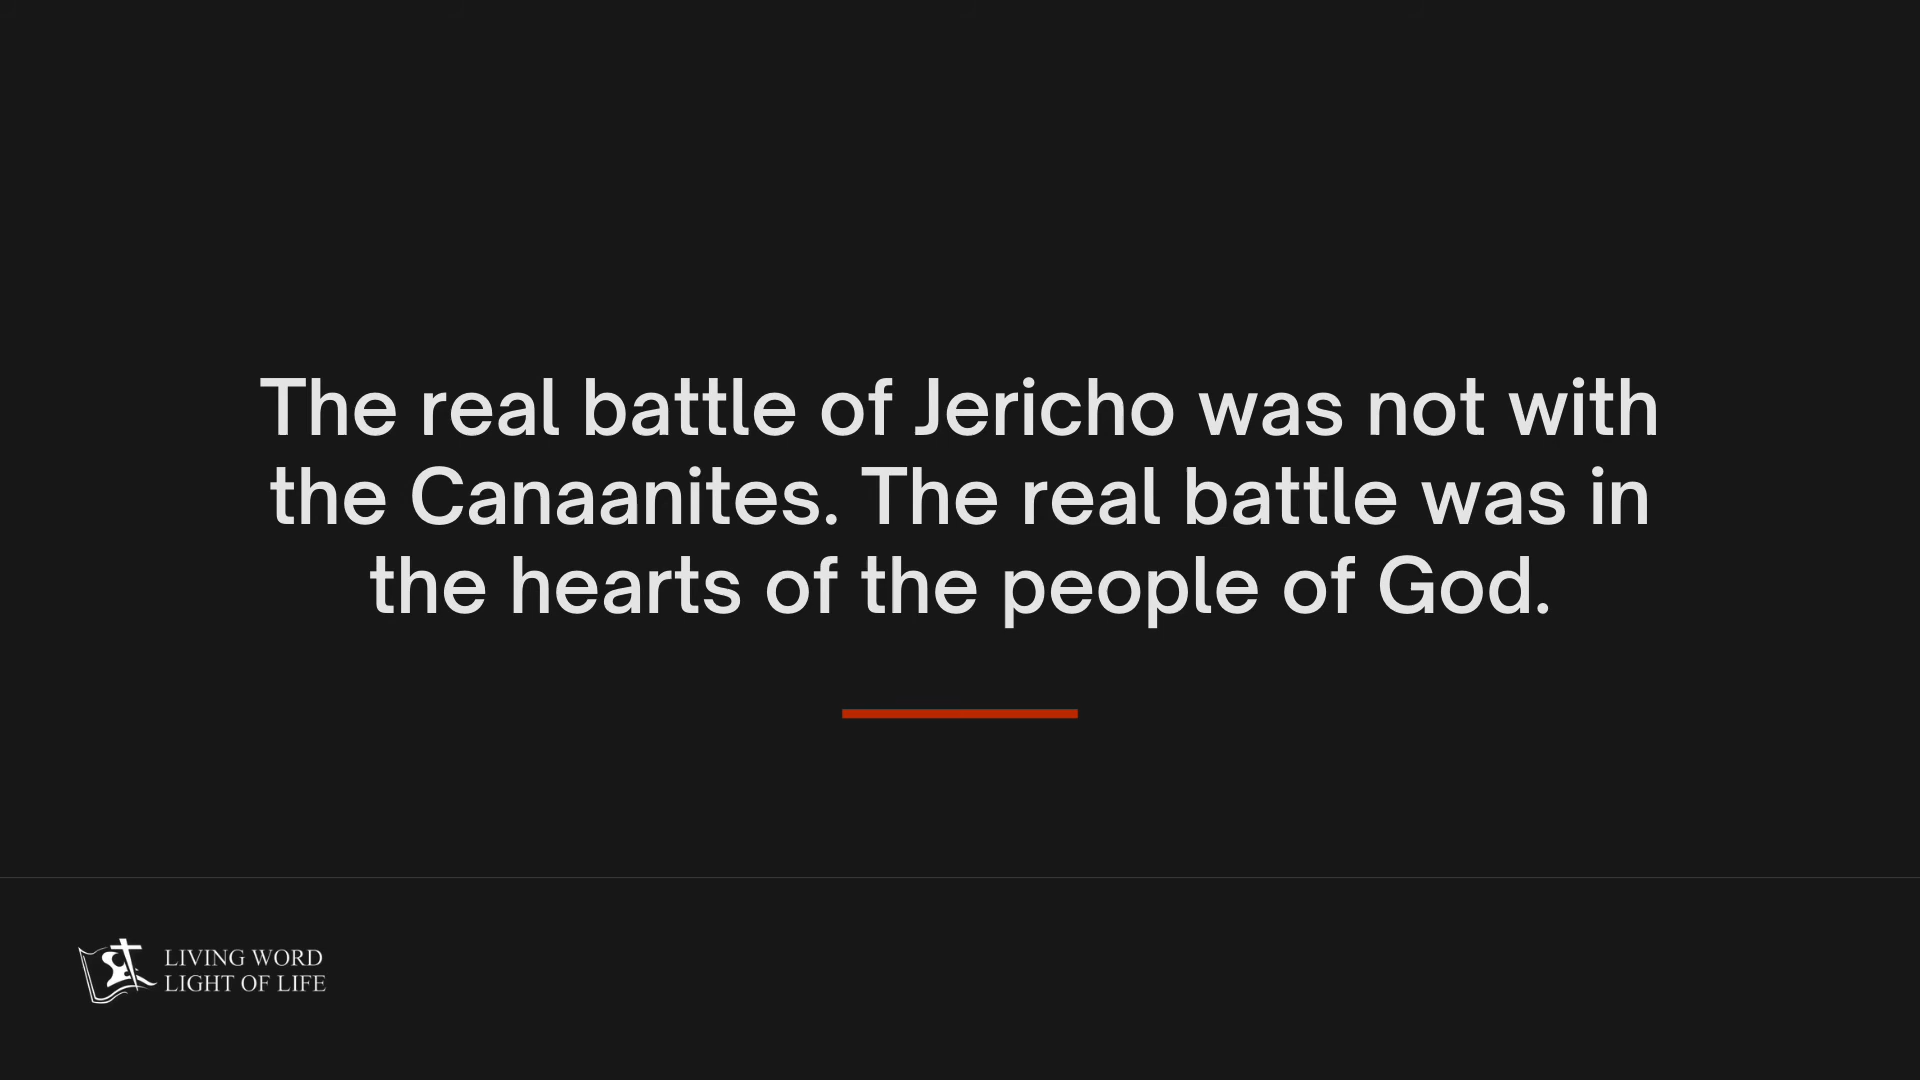 The real battle of Jericho was not with
the Canaanites. The real battle was in
the hearts of the people of God.
LIVING WORD
LIGHT OF LIFE